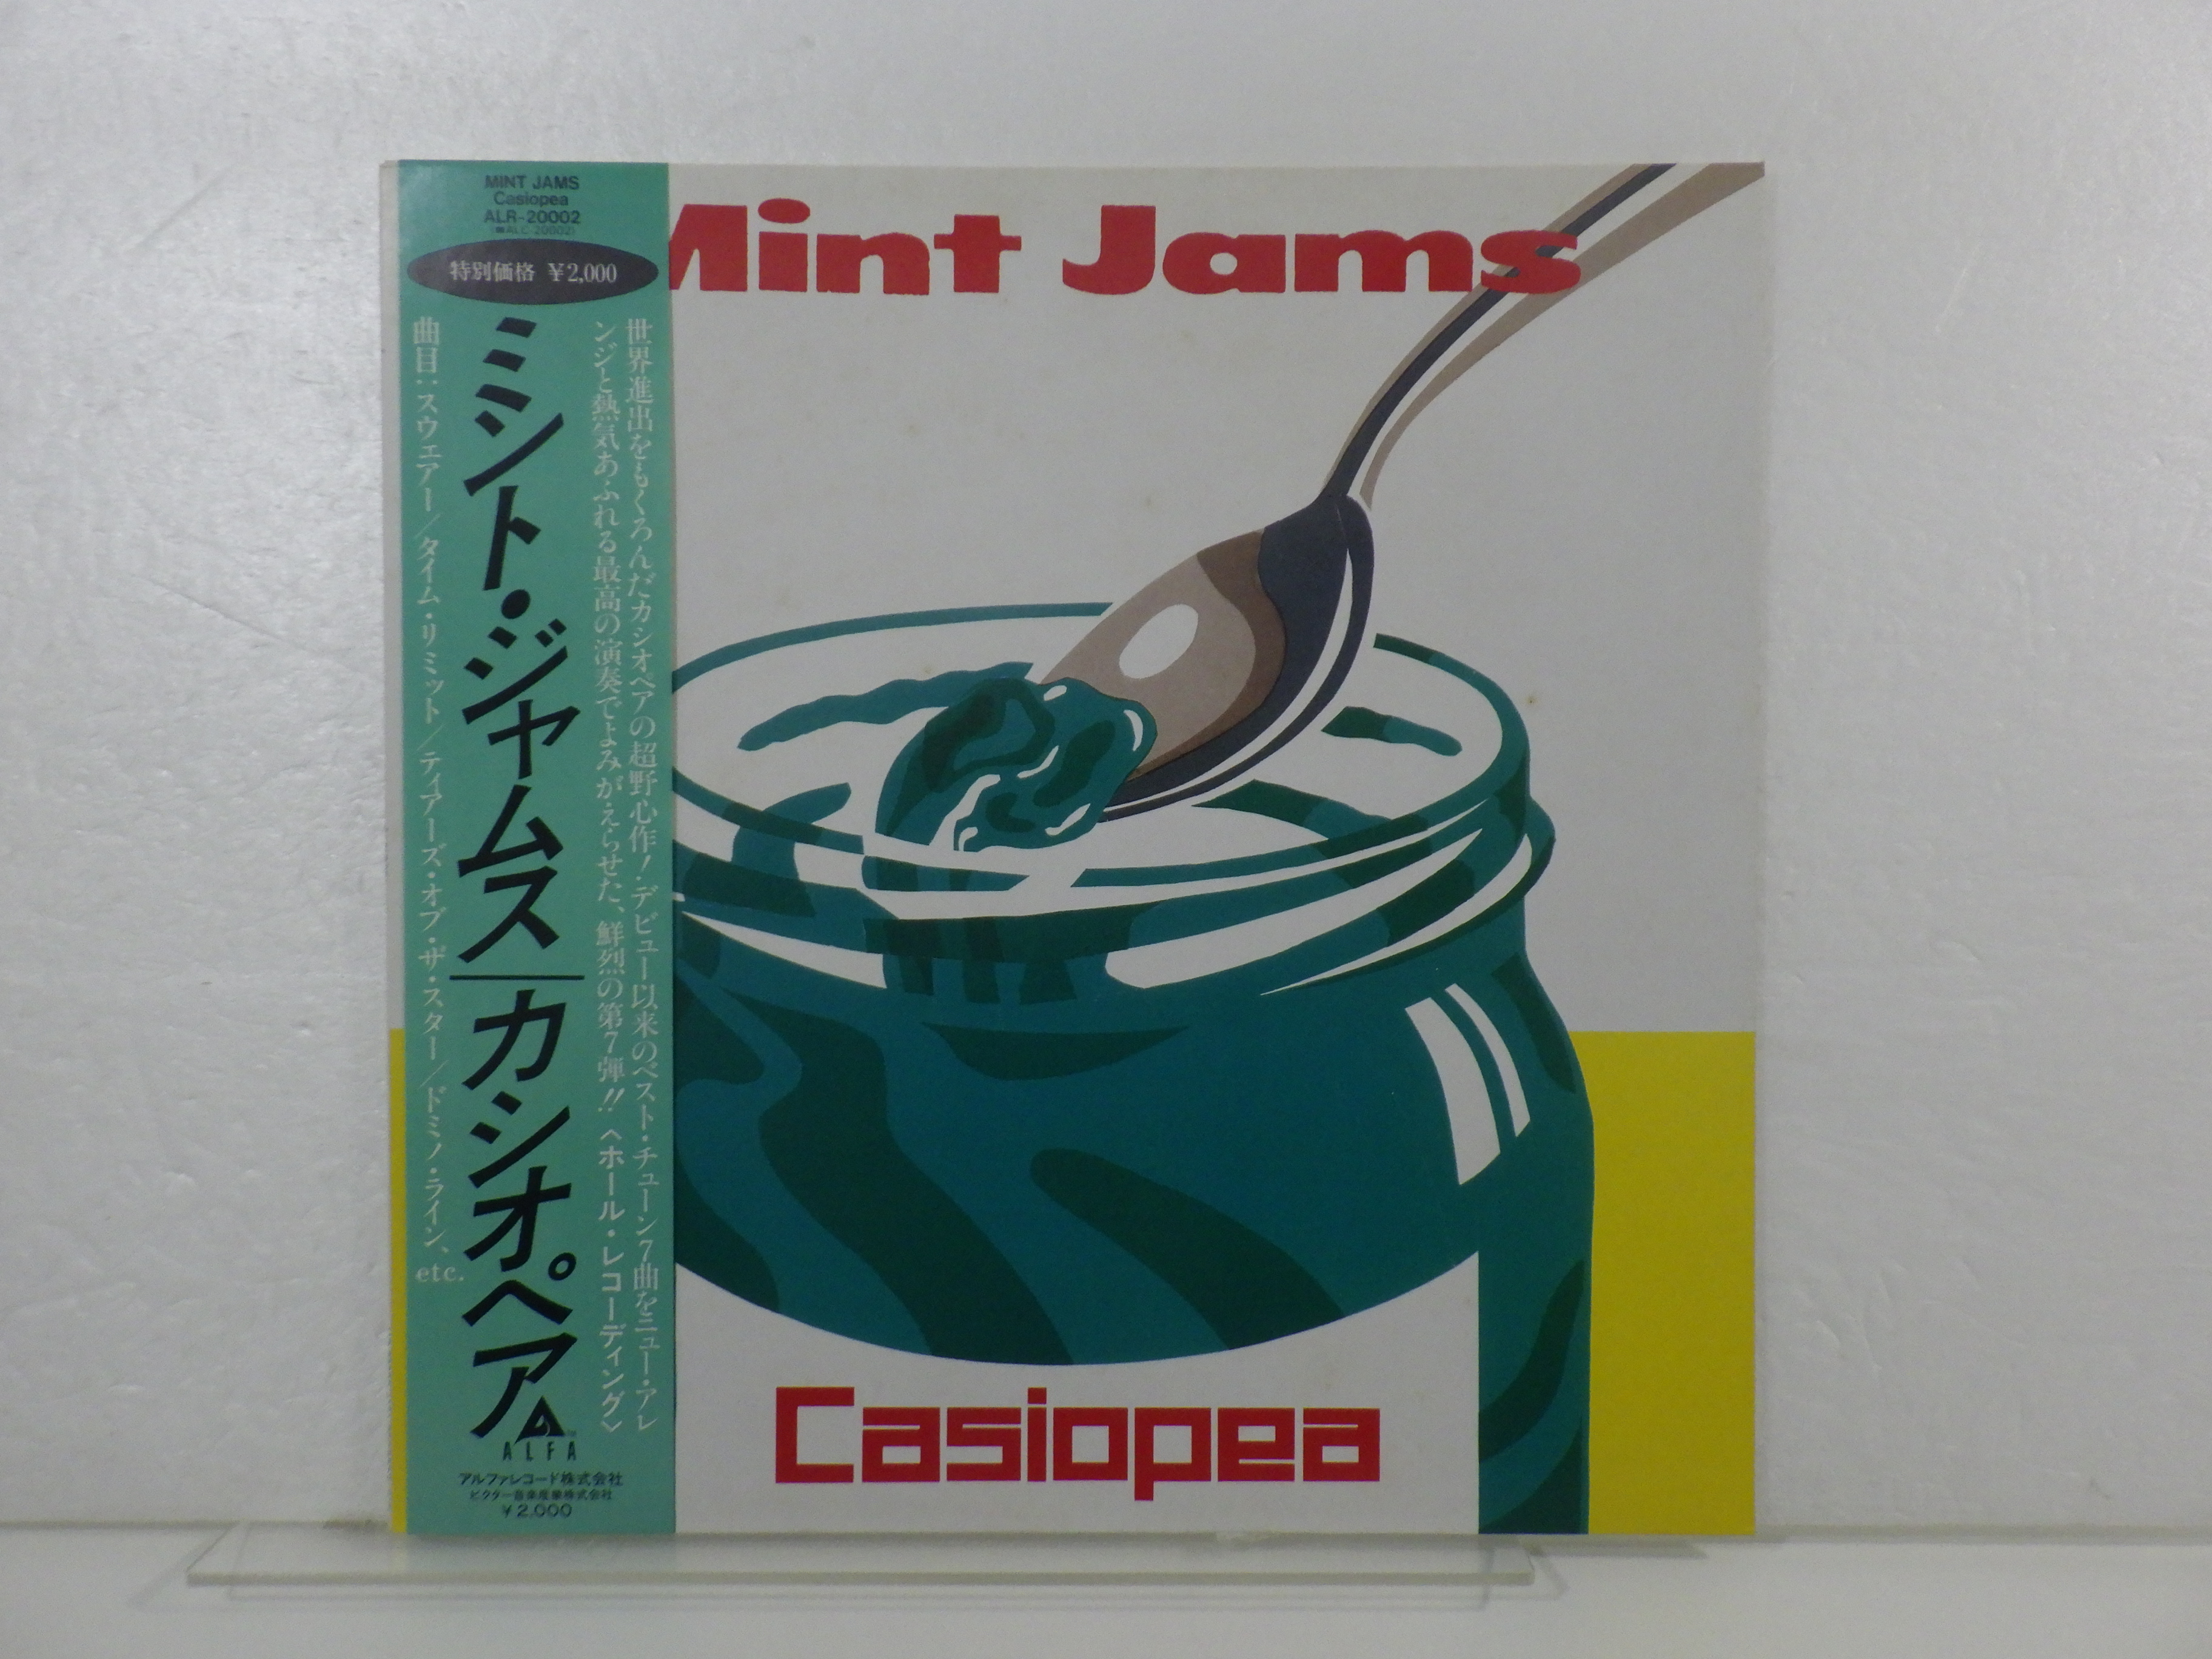 MINT JAMS
Casiopea
ALR-20002
(■ALC-20002)
特別価格 ￥2,000
世界進出をもくろんだカシオペアの超野心作！デビュー以来のベスト・チューン7曲をニュー・アレ
ンジと熱気あふれる最高の演奏でよみがえらせた、鮮烈の第7弾!!〈ホール・レコーディング〉
ミント・ジャムス|カシオペア
曲目：スウェアー／タイム・リミット／ティアーズ・オブ・ザ・スター／ドミノ・ライン、etc.
ALFA
アルファレコード株式会社
ビクター音楽産業株式会社
￥2,000
Mint Jams
Casiopea